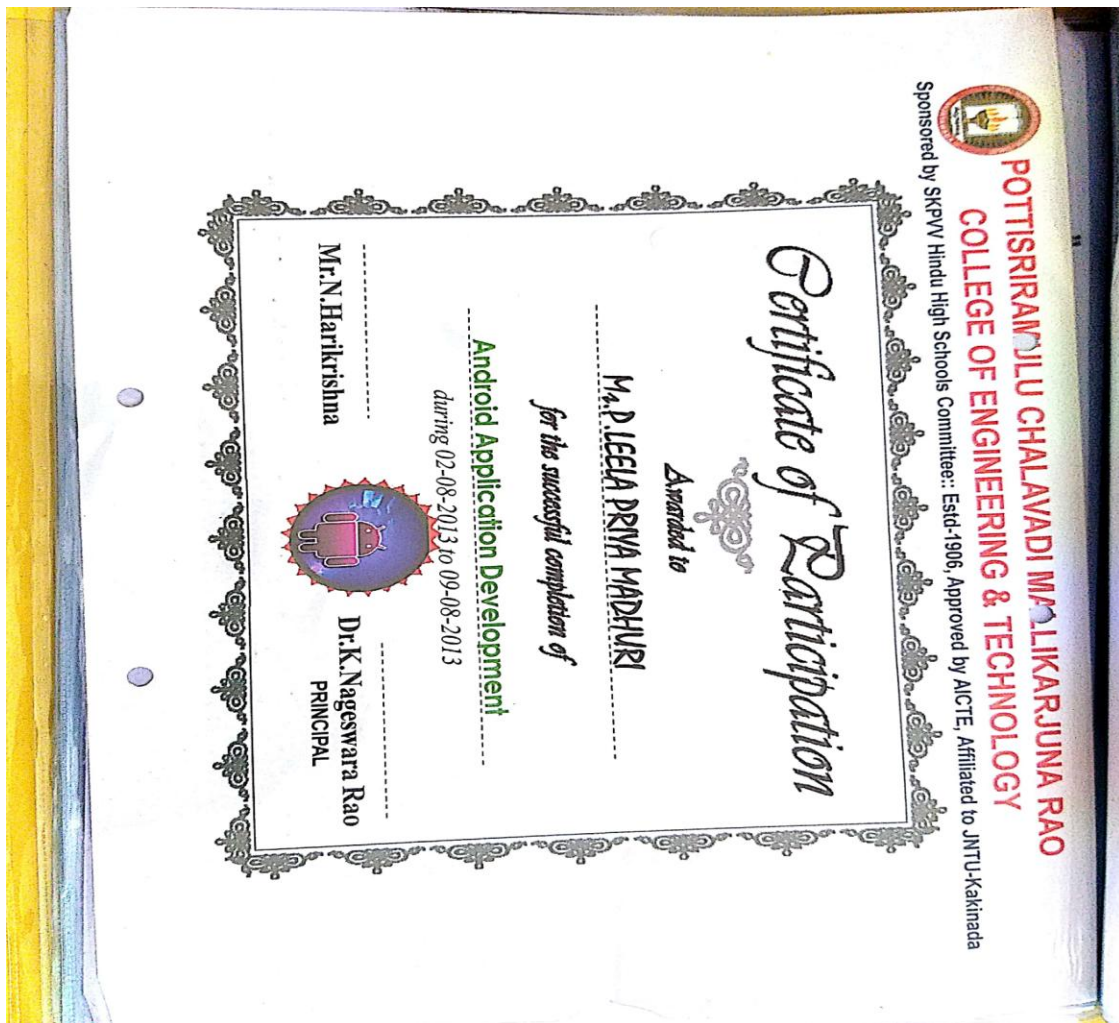 POTTISRIRAMULU CHALAVADI MALLIKARJUNA RAO
COLLEGE OF ENGINEERING & TECHNOLOGY
Sponsored by SKPVV Hindu High Schools Committee:: Estd-1906, Approved by AICTE, Affiliated to JNTU-Kakinada
Certificate of Participation
Awarded to
Ms.P.LEELA PRIYA MADHURI
for the successful completion of
Android Application Development
during 02-08-2013 to 09-08-2013
Mr.N.Harikrishna
Dr.K.Nageswara Rao
PRINCIPAL